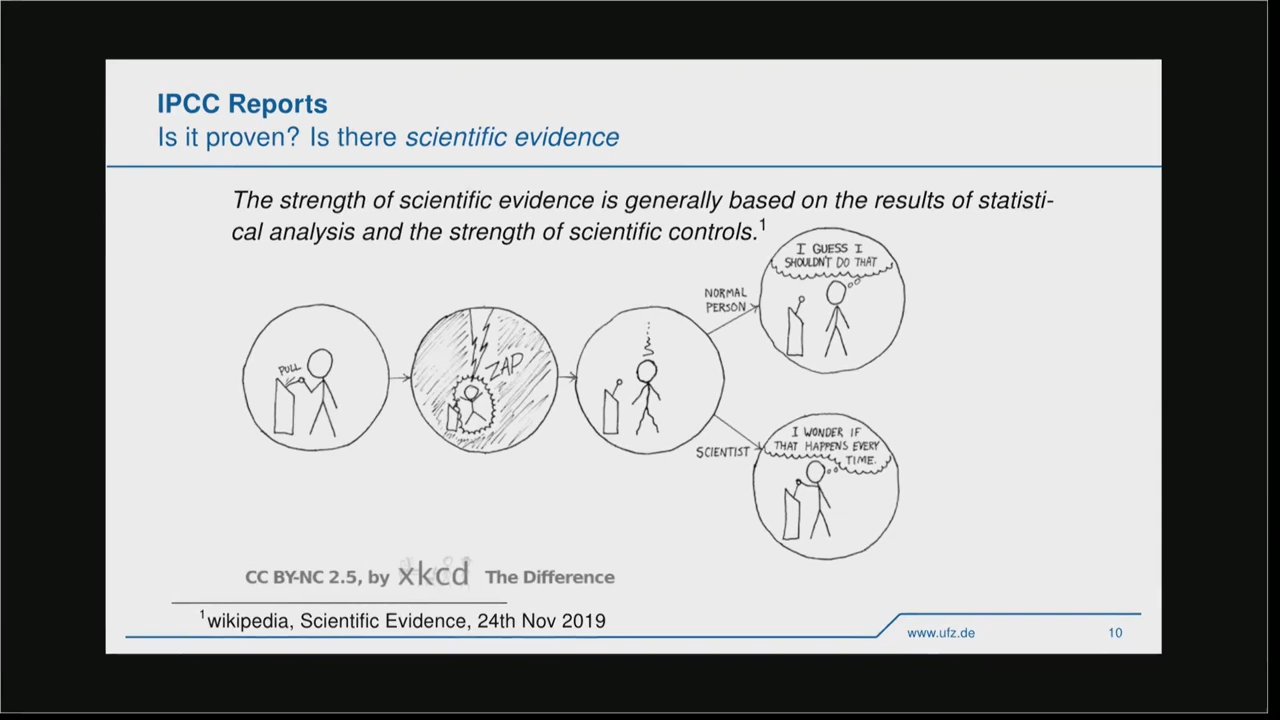 IPCC Reports
Is it proven? Is there scientific evidence
The strength of scientific evidence is generally based on the results of statisti-
cal analysis and the strength of scientific controls.1
PULL
ZAP
NORMAL
PERSON
I GUESS I
SHOULDN'T DO THAT
SCIENTIST
I WONDER IF
THAT HAPPENS EVERY
TIME.
CC BY-NC 2.5, by xkcd The Difference
1wikipedia, Scientific Evidence, 24th Nov 2019
www.ufz.de 10